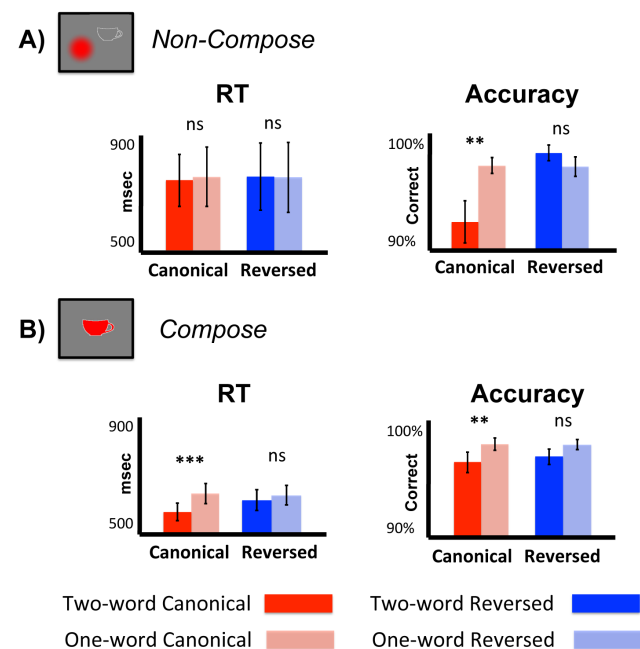 A) Non-Compose
RT Accuracy
900 ns ns 100% ** ns
msec Correct
500 90%
Canonical Reversed Canonical Reversed
B) Compose
RT Accuracy
900 *** ns 100% ** ns
msec Correct
500 90%
Canonical Reversed Canonical Reversed
Two-word Canonical Two-word Reversed
One-word Canonical One-word Reversed